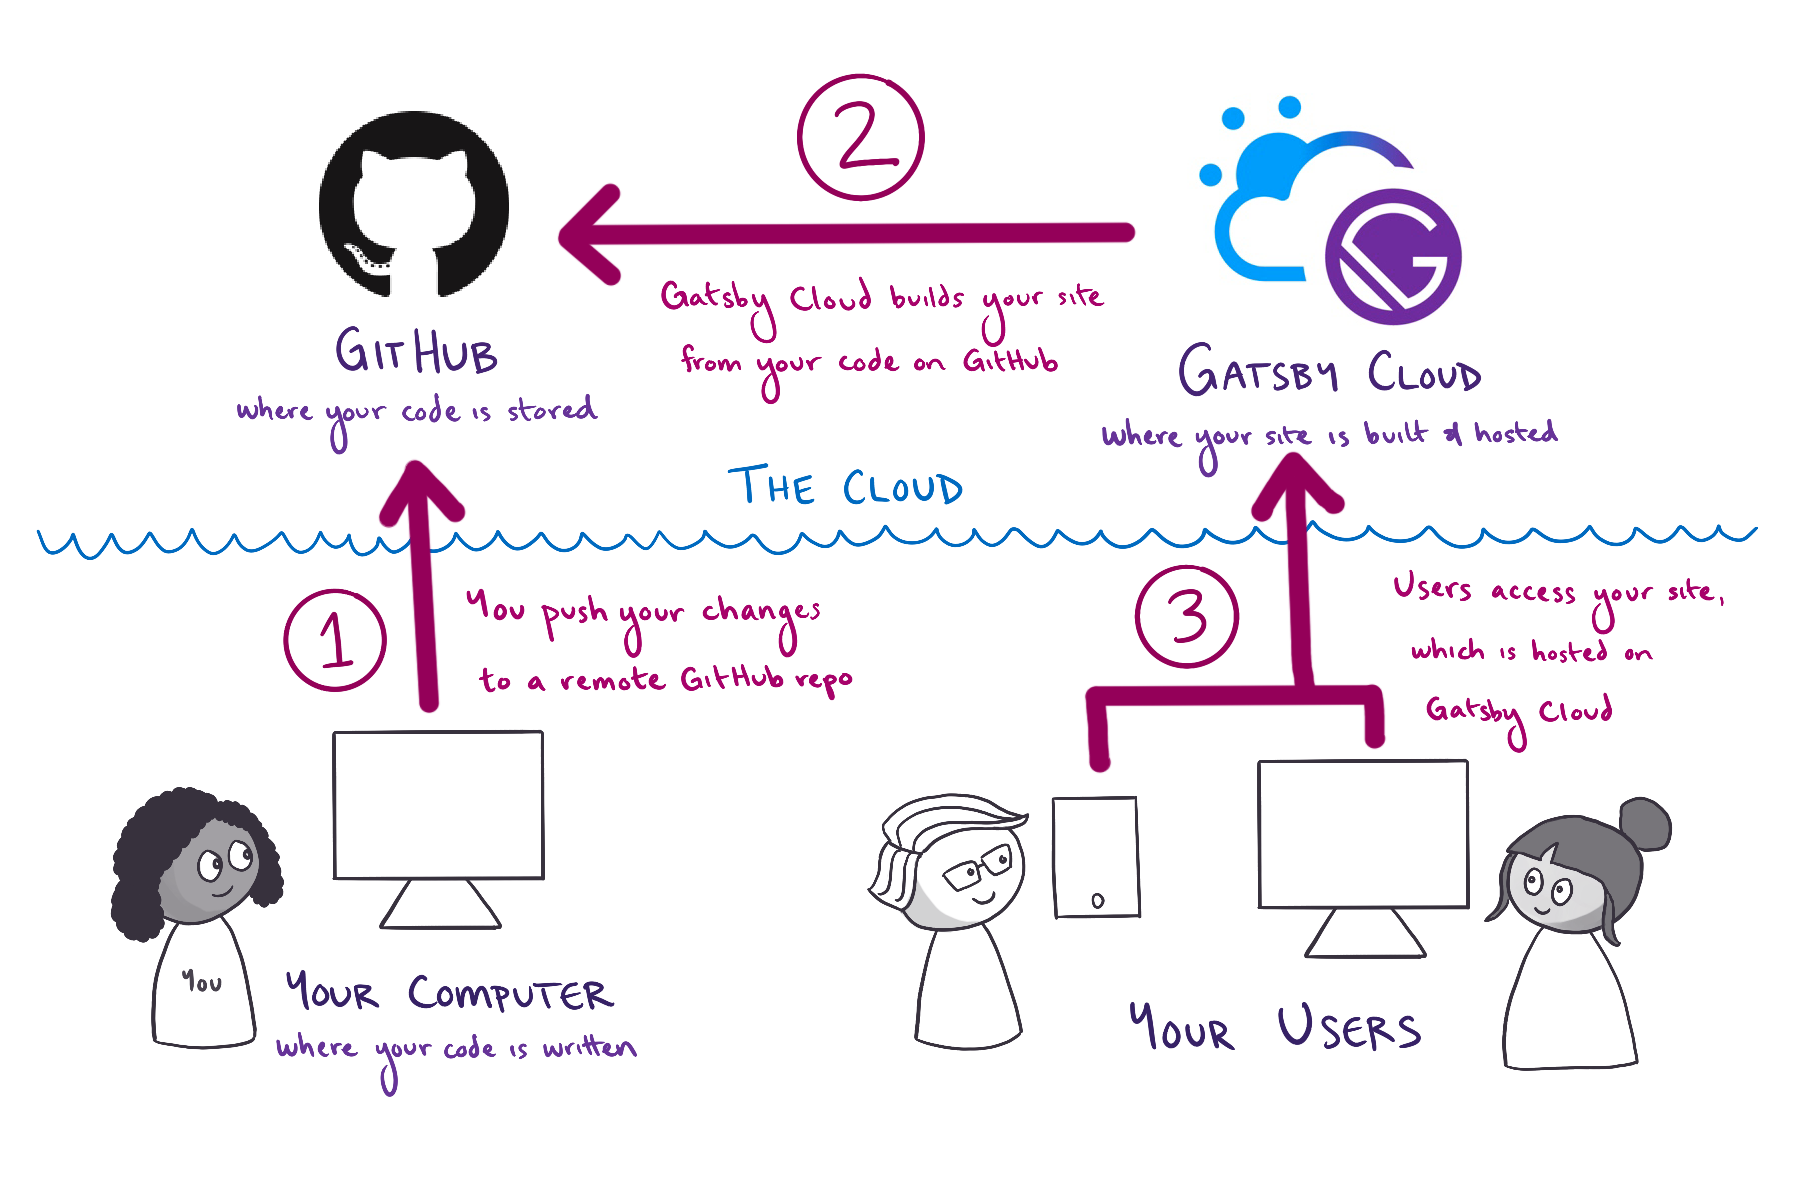 2
Gatsby Cloud builds your site
from your code on GitHub
GITHUB
where your code is stored
G
GATSBY CLOUD
where your site is built & hosted
THE CLOUD
1
You push your changes
to a remote GitHub repo
3
Users access your site,
which is hosted on
Gatsby Cloud
You
YOUR COMPUTER
where your code is written
YOUR USERS